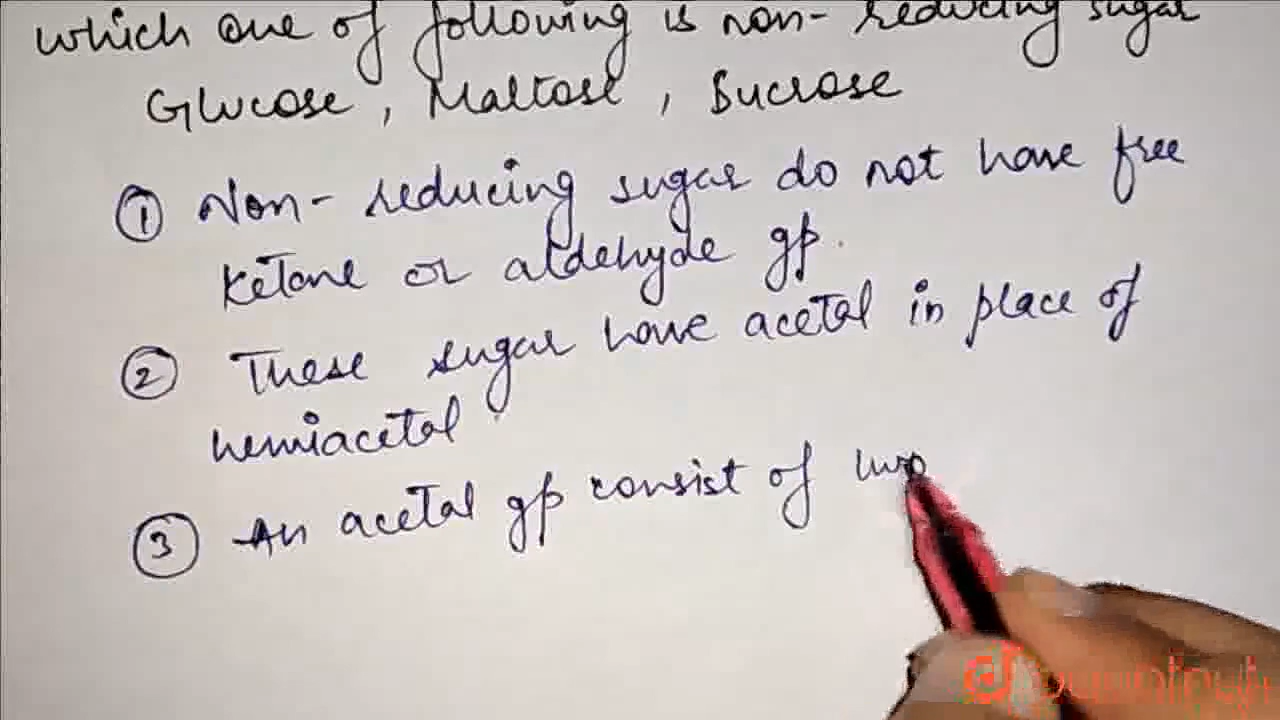 which one of following is non-reducing sugar
Glucose, Maltose, Sucrose
① Non-reducing sugar do not have free
Ketone or aldehyde gp.
② These sugar have acetal in place of
hemiacetal
③ An acetal gp consist of two
doubtnut